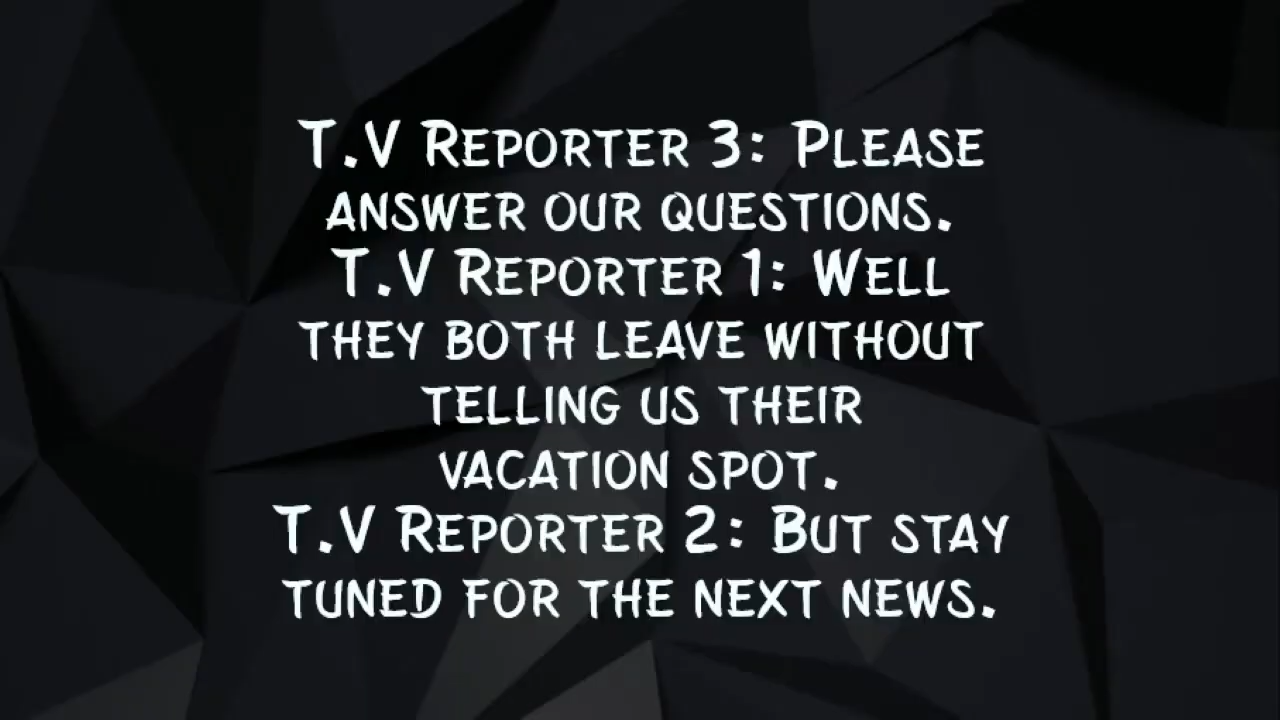 T.V Reporter 3: Please
answer our questions.
T.V Reporter 1: Well
they both leave without
telling us their
vacation spot.
T.V Reporter 2: But stay
tuned for the next news.